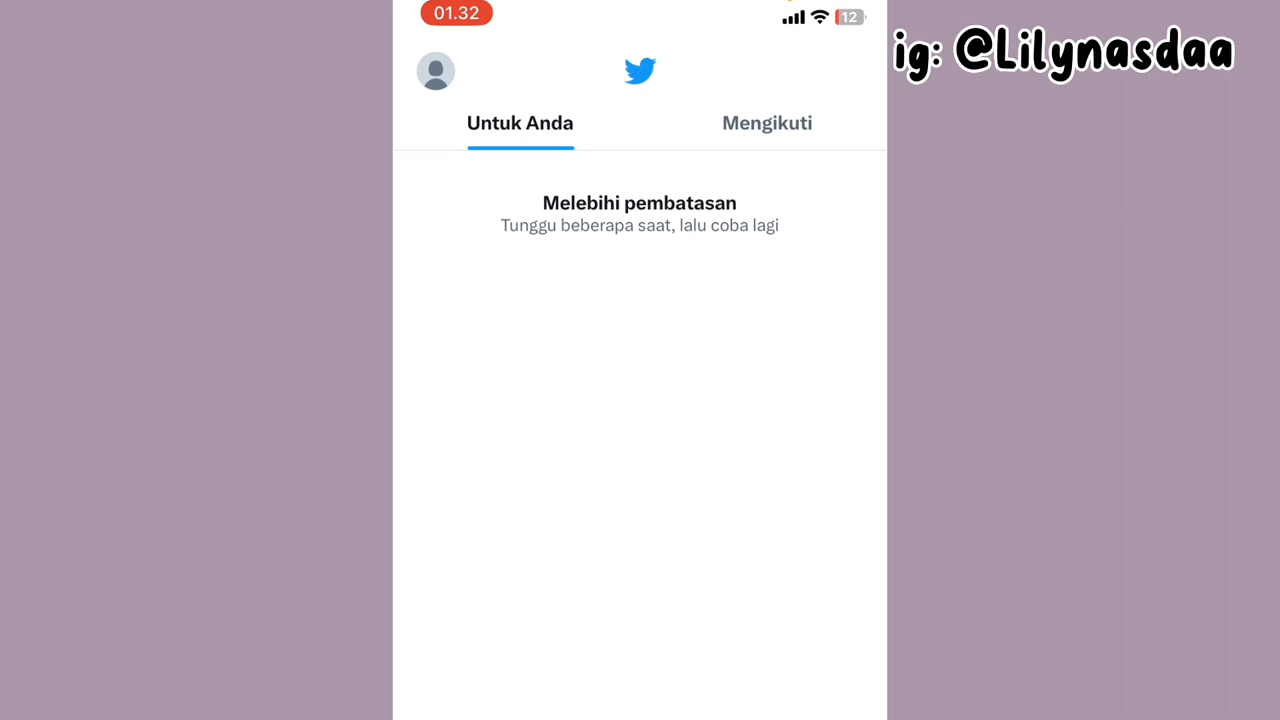 01.32
12
ig: @Lilynasdaa
Untuk Anda
Mengikuti
Melebihi pembatasan
Tunggu beberapa saat, lalu coba lagi